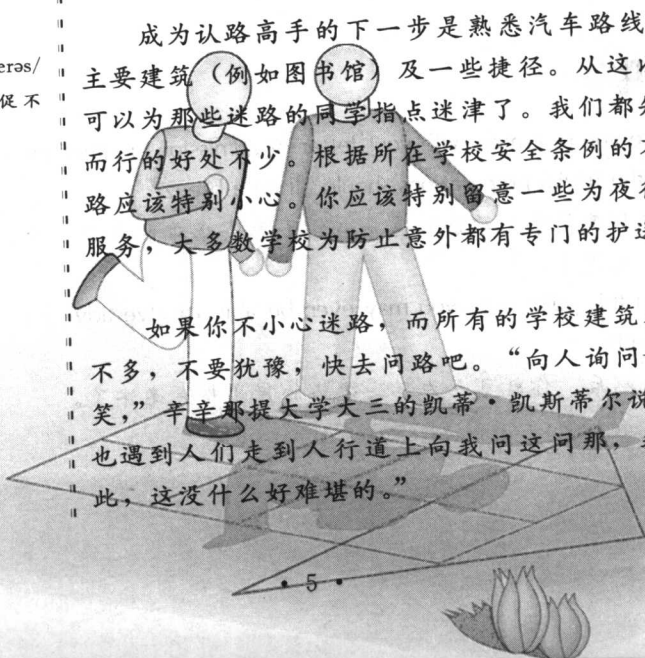 erəs/
促不
成为认路高手的下一步是熟悉汽车路线
主要建筑（例如图书馆）及一些捷径。从这
可以为那些迷路的同学指点迷津了。我们都
而行的好处不少。根据所在学校安全条例的
路应该特别小心。你应该特别留意一些为夜
服务，大多数学校为防止意外都有专门的护
如果你不小心迷路，而所有的学校建筑
不多，不要犹豫，快去问路吧。“向人询问
笑，”辛辛那提大学大三的凯蒂·凯斯蒂尔说
也遇到人们走到人行道上向我问这问那，
此，这没什么好难堪的。”
• 5 •